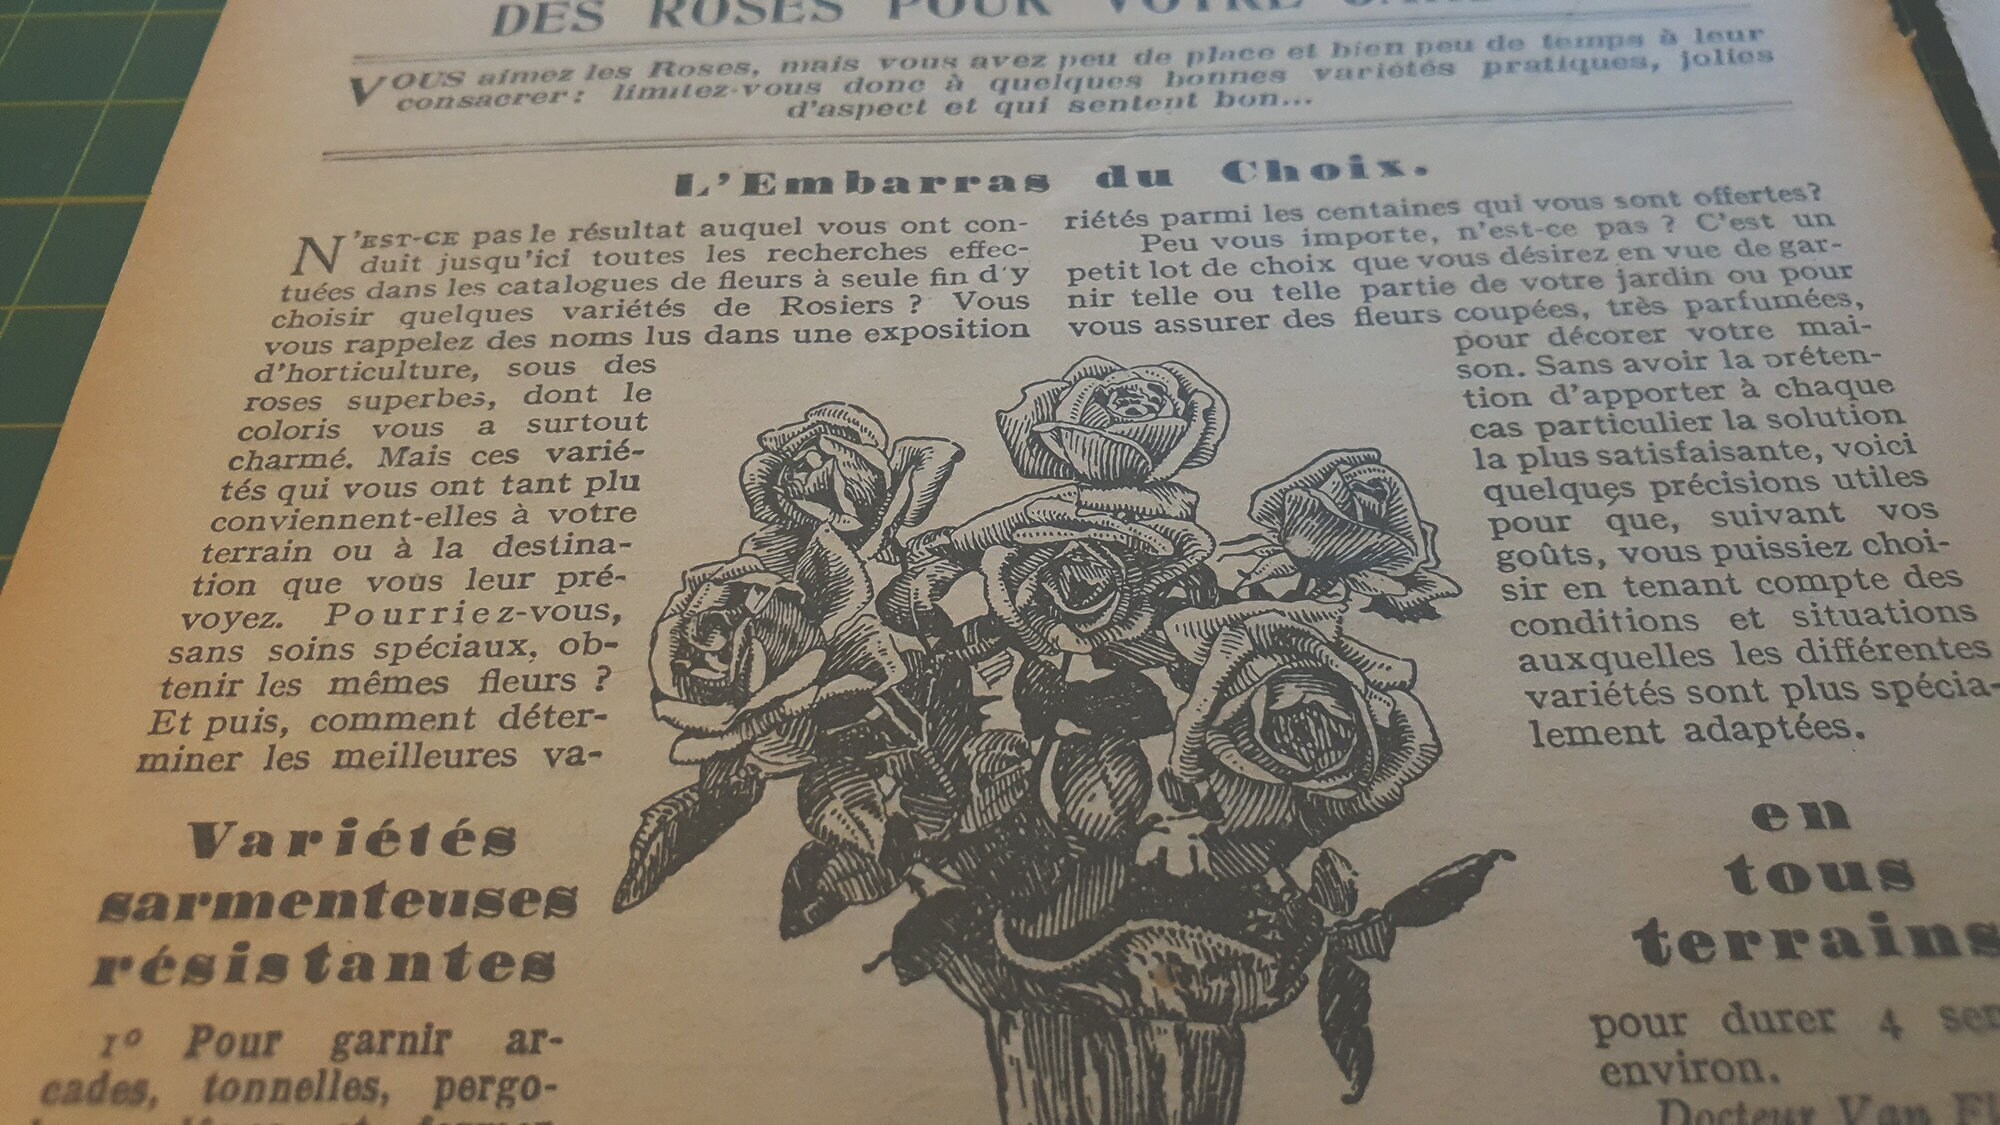 DES ROSES POUR VOTRE
VOUS aimez les Roses, mais vous avez peu de place et bien peu de temps à leur
consacrer: limitez-vous donc à quelques bonnes variétés pratiques, jolies
d'aspect et qui sentent bon...
L'Embarras du Choix.
N'EST-CE pas le résultat auquel vous ont con-
duit jusqu'ici toutes les recherches effec-
tuées dans les catalogues de fleurs à seule fin d'y
choisir quelques variétés de Rosiers ? Vous
vous rappelez des noms lus dans une exposition
d'horticulture, sous des
roses superbes, dont le
coloris vous a surtout
charmé. Mais ces varié-
tés qui vous ont tant plu
conviennent-elles à votre
terrain ou à la destina-
tion que vous leur pré-
voyez. Pourriez-vous,
sans soins spéciaux, ob-
tenir les mêmes fleurs ?
Et puis, comment déter-
miner les meilleures va-
riétés parmi les centaines qui vous sont offertes?
Peu vous importe, n'est-ce pas ? C'est un
petit lot de choix que vous désirez en vue de gar-
nir telle ou telle partie de votre jardin ou pour
vous assurer des fleurs coupées, très parfumées,
pour décorer votre mai-
son. Sans avoir la préten-
tion d'apporter à chaque
cas particulier la solution
la plus satisfaisante, voici
quelques précisions utiles
pour que, suivant vos
goûts, vous puissiez choi-
sir en tenant compte des
conditions et situations
auxquelles les différentes
variétés sont plus spécia-
lement adaptées.
Variétés
sarmenteuses
résistantes
1º Pour garnir ar-
cades, tonnelles, pergo-
en
tous
terrains
pour durer 4
environ.
Docteur Van